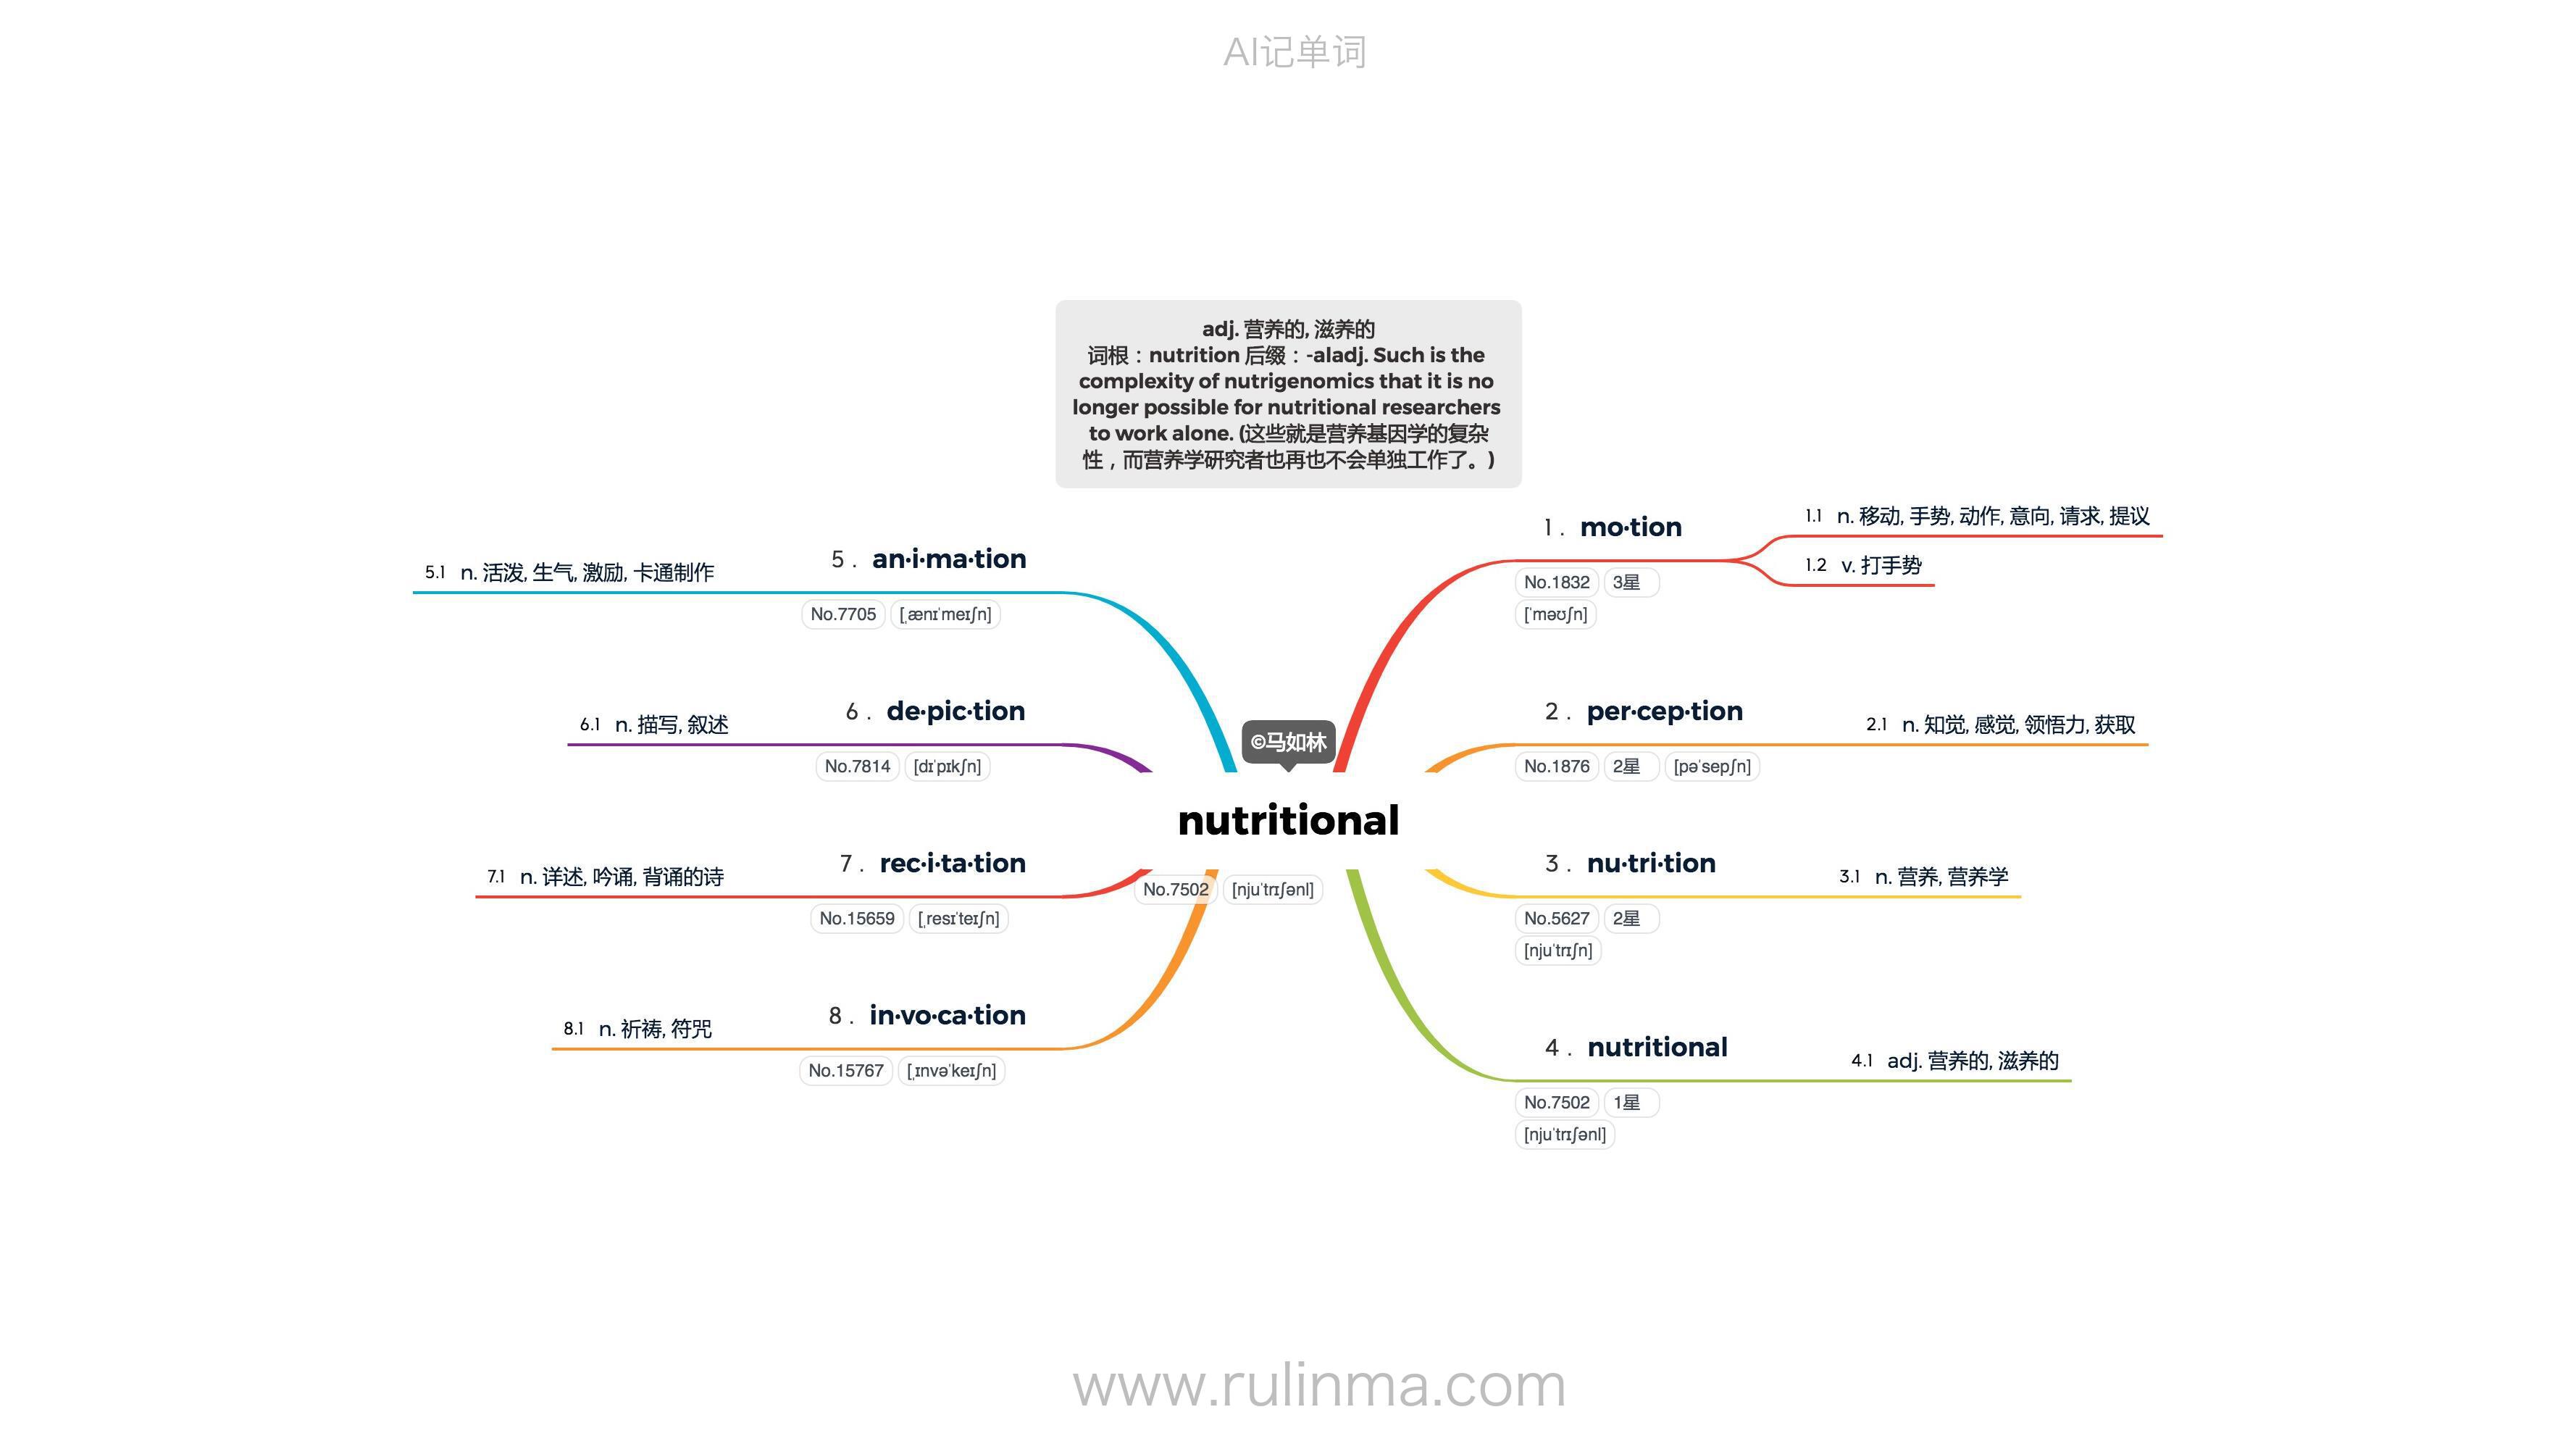 AI记单词
adj. 营养的, 滋养的
词根：nutrition 后缀：-aladj. Such is the
complexity of nutrigenomics that it is no
longer possible for nutritional researchers
to work alone. (这些就是营养基因学的复杂
性，而营养学研究者也再也不会单独工作了。)
©马如林
nutritional
No.7502 [njuˈtrɪʃənl]
1. mo·tion
No.1832 3星
[ˈməʊʃn]
1.1 n. 移动, 手势, 动作, 意向, 请求, 提议
1.2 v. 打手势
2. per·cep·tion
No.1876 2星 [pəˈsepʃn]
2.1 n. 知觉, 感觉, 领悟力, 获取
3. nu·tri·tion
No.5627 2星
[njuˈtrɪʃn]
3.1 n. 营养, 营养学
4. nutritional
No.7502 1星
[njuˈtrɪʃənl]
4.1 adj. 营养的, 滋养的
5. an·i·ma·tion
No.7705 [ˌænɪˈmeɪʃn]
5.1 n. 活泼, 生气, 激励, 卡通制作
6. de·pic·tion
No.7814 [dɪˈpɪkʃn]
6.1 n. 描写, 叙述
7. rec·i·ta·tion
No.15659 [ˌresɪˈteɪʃn]
7.1 n. 详述, 吟诵, 背诵的诗
8. in·vo·ca·tion
No.15767 [ˌɪnvəˈkeɪʃn]
8.1 n. 祈祷, 符咒
www.rulinma.com